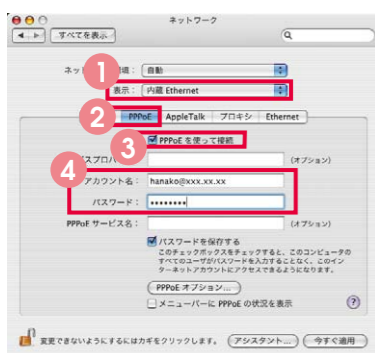 ネットワーク
すべてを表示
自動
1
表示： 内蔵 Ethernet
2
PPPoE AppleTalk プロキシ Ethernet
3
PPPoE を使って接続
(オプション)
4
アカウント名： hanako@xxx.xx.xx
パスワード： ••••••••
PPPoE サービス名： (オプション)
パスワードを保存する
このチェックボックスをチェックすると、このコンピュータの
すべてのユーザがパスワードを入力することなく、このイン
ターネットアカウントにアクセスできるようになります。
PPPoE オプション...
メニューバーに PPPoE の状況を表示
?
変更できないようにするにはカギをクリックします。 アシスタント... 今すぐ適用